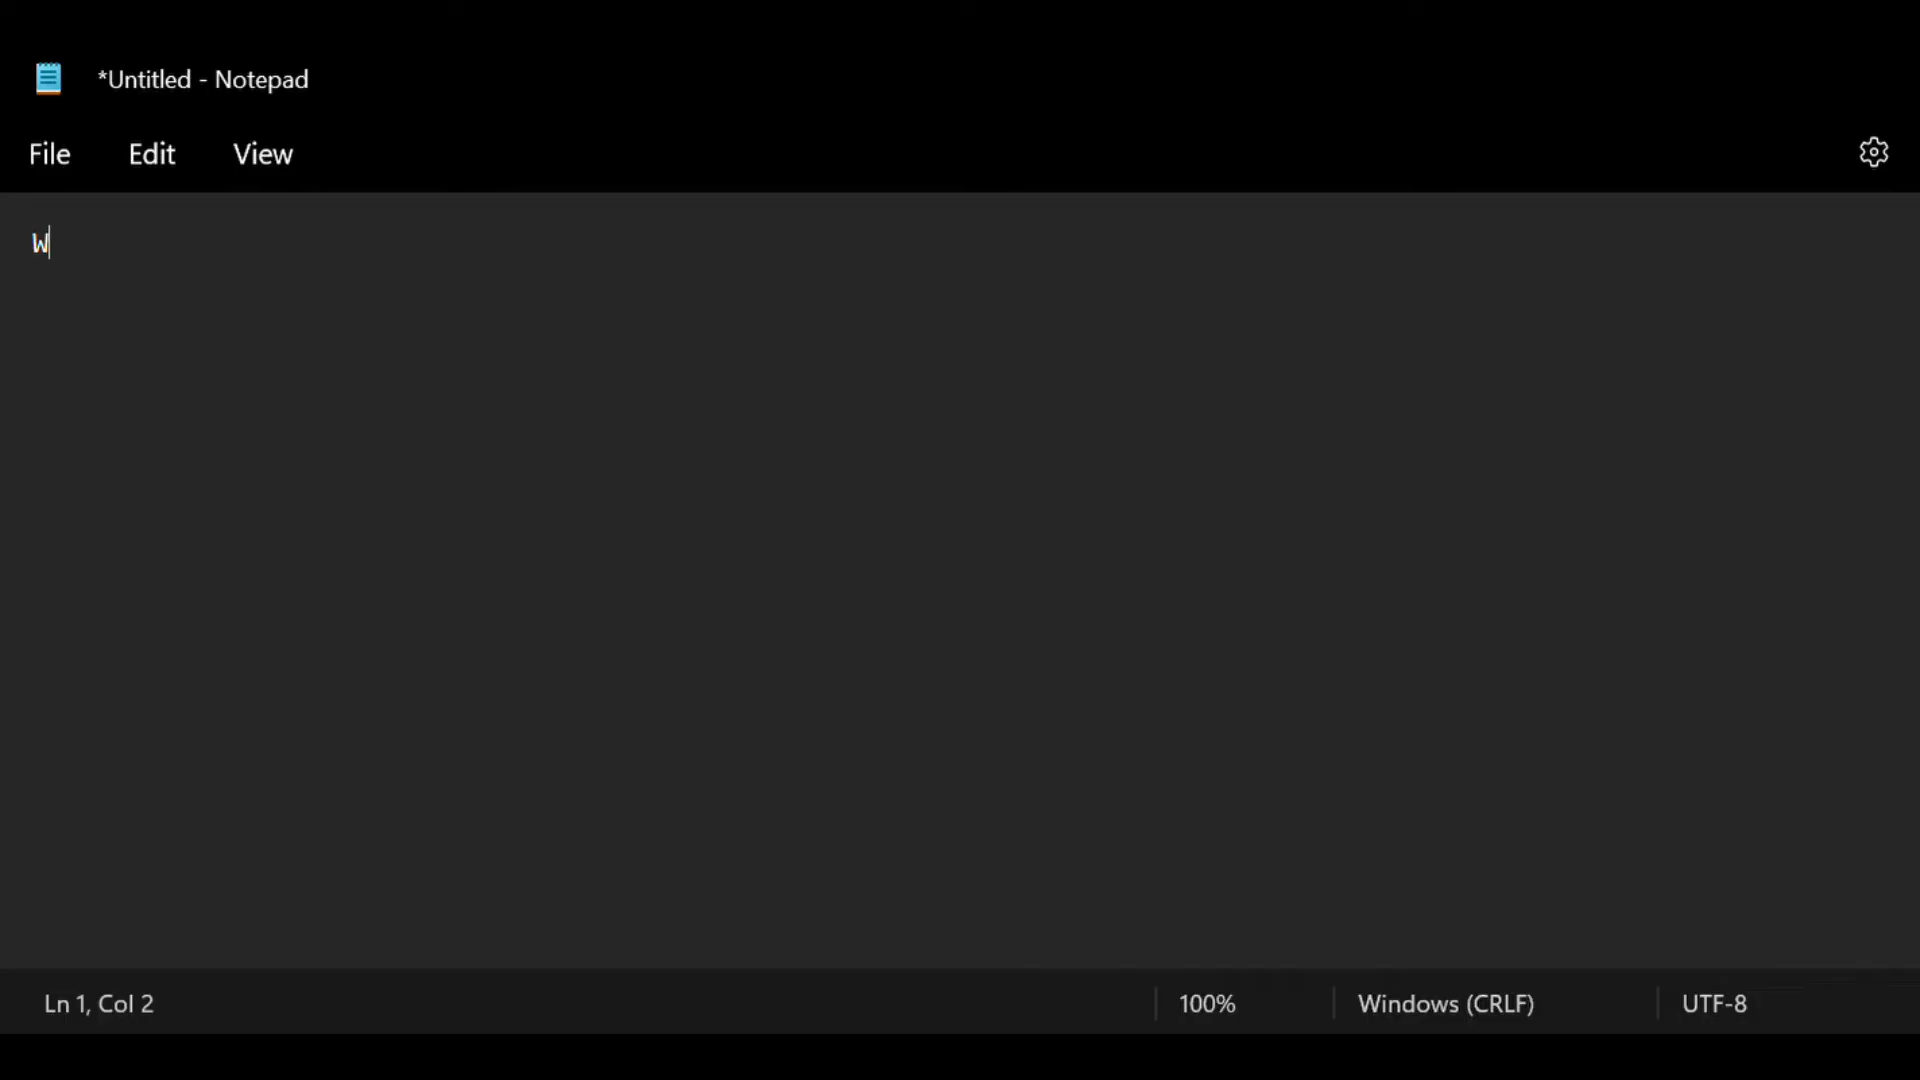 *Untitled - Notepad
File Edit View
W
Ln 1, Col 2 100% Windows (CRLF) UTF-8